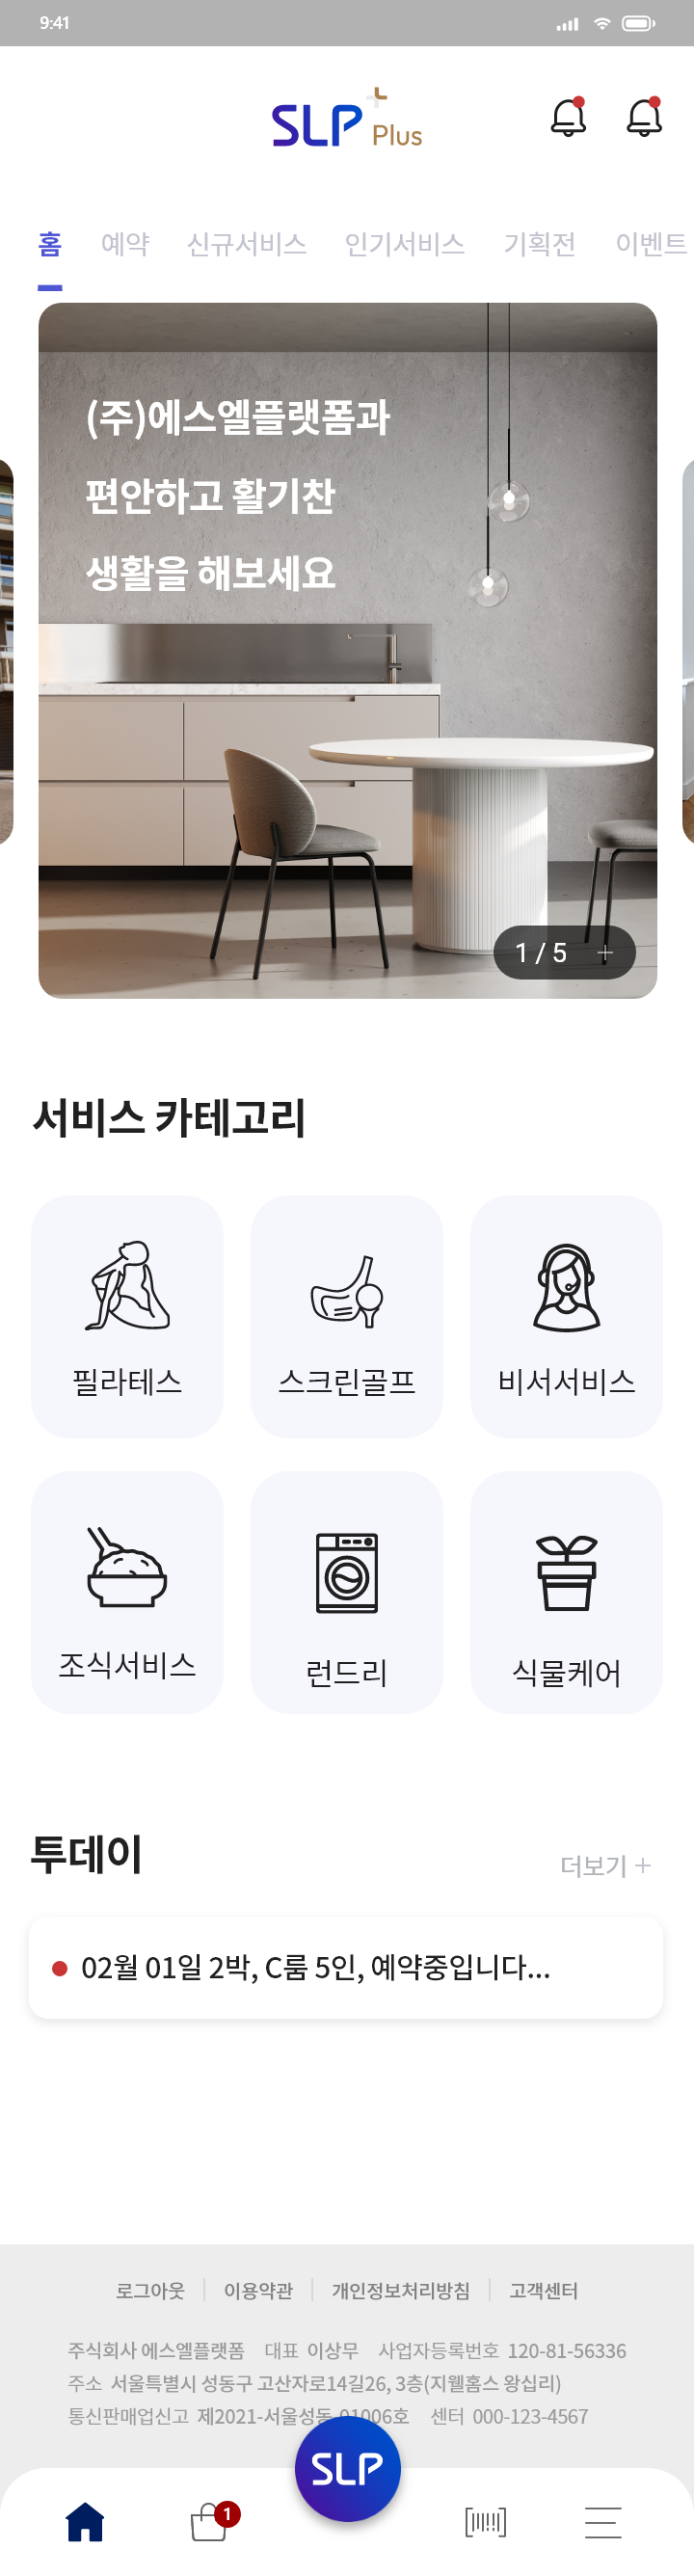 9:41
SLP Plus
홈 예약 신규서비스 인기서비스 기획전 이벤트
(주)에스엘플랫폼과
편안하고 활기찬
생활을 해보세요
1 / 5 +
서비스 카테고리
필라테스 스크린골프 비서서비스
조식서비스 런드리 식물케어
투데이
더보기 +
02월 01일 2박, C룸 5인, 예약중입니다...
로그아웃 이용약관 개인정보처리방침 고객센터
주식회사 에스엘플랫폼 대표 이상무 사업자등록번호 120-81-56336
주소 서울특별시 성동구 고산자로14길26, 3층(지웰홈스 왕십리)
통신판매업신고 제2021-서울성동-01006호 센터 000-123-4567
SLP
1